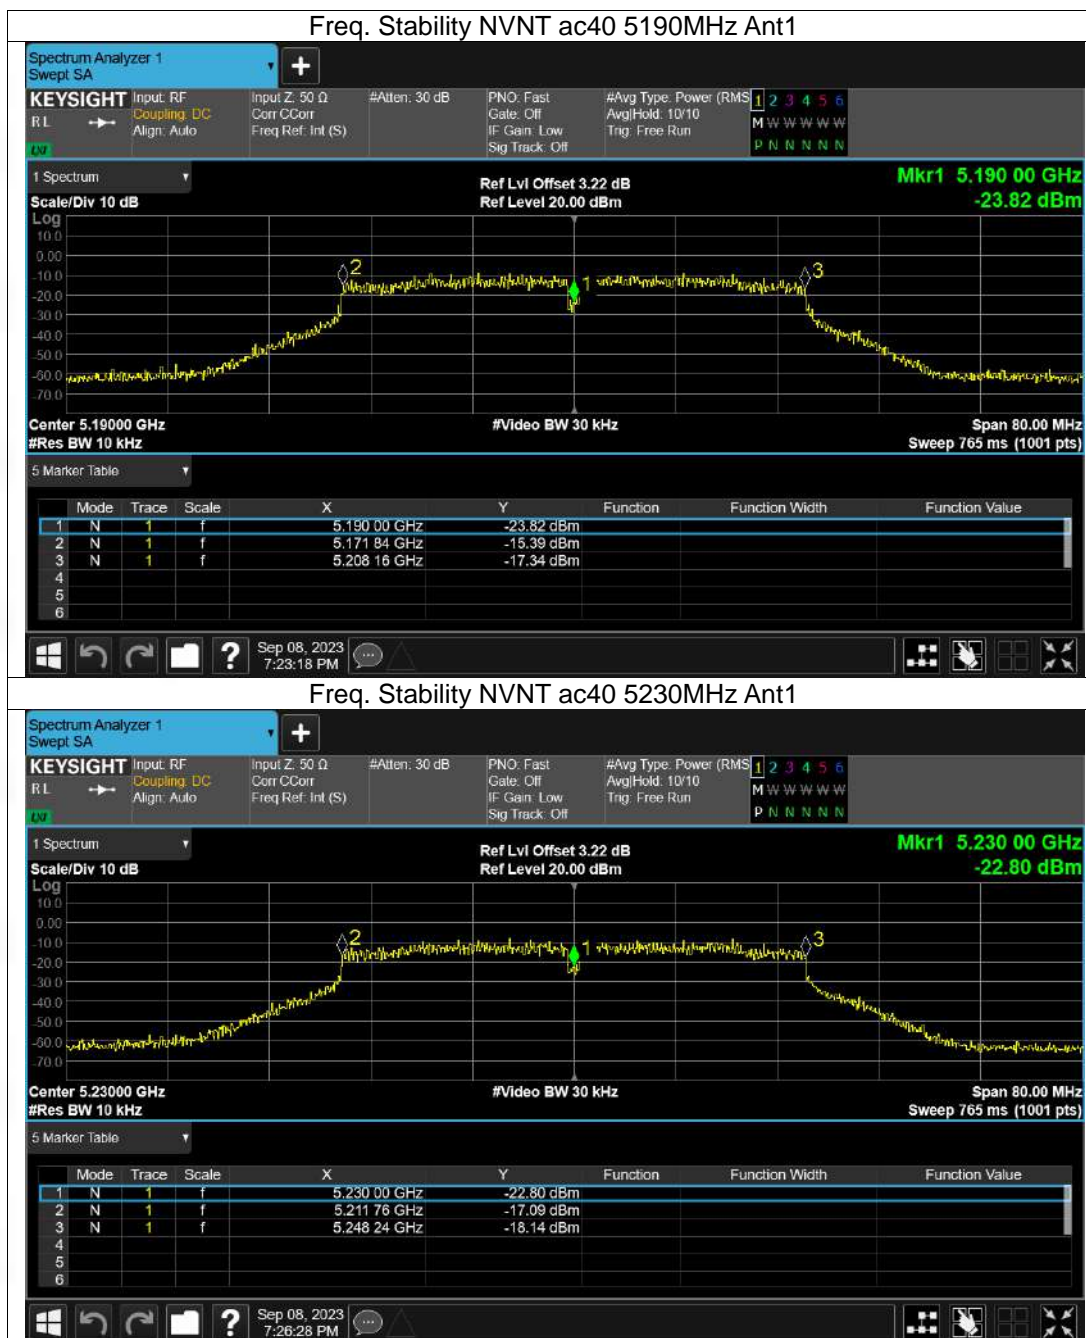 Freq. Stability NVNT ac40 5190MHz Ant1
Spectrum Analyzer 1
Swept SA
+
KEYSIGHT Input: RF Input Z: 50 Ω #Atten: 30 dB PNO: Fast #Avg Type: Power (RMS 1 2 3 4 5 6
RL Coupling: DC Corr CCorr Gate: Off Avg|Hold: 10/10 M W W W W W
Align: Auto Freq Ref: Int (S) IF Gain: Low Trig: Free Run
LXI Sig Track: Off P N N N N N
1 Spectrum Ref Lvl Offset 3.22 dB Mkr1 5.190 00 GHz
Scale/Div 10 dB Ref Level 20.00 dBm -23.82 dBm
Log
10.0
0.00
-10.0 2 3
-20.0 1
-30.0
-40.0
-50.0
-60.0
-70.0
Center 5.19000 GHz #Video BW 30 kHz Span 80.00 MHz
#Res BW 10 kHz Sweep 765 ms (1001 pts)
5 Marker Table
Mode Trace Scale X Y Function Function Width Function Value
1 N 1 f 5.190 00 GHz -23.82 dBm
2 N 1 f 5.171 84 GHz -15.39 dBm
3 N 1 f 5.208 16 GHz -17.34 dBm
4
5
6
? Sep 08, 2023
7:23:18 PM
Freq. Stability NVNT ac40 5230MHz Ant1
Spectrum Analyzer 1
Swept SA
+
KEYSIGHT Input: RF Input Z: 50 Ω #Atten: 30 dB PNO: Fast #Avg Type: Power (RMS 1 2 3 4 5 6
RL Coupling: DC Corr CCorr Gate: Off Avg|Hold: 10/10 M W W W W W
Align: Auto Freq Ref: Int (S) IF Gain: Low Trig: Free Run
LXI Sig Track: Off P N N N N N
1 Spectrum Ref Lvl Offset 3.22 dB Mkr1 5.230 00 GHz
Scale/Div 10 dB Ref Level 20.00 dBm -22.80 dBm
Log
10.0
0.00
-10.0 2 3
-20.0 1
-30.0
-40.0
-50.0
-60.0
-70.0
Center 5.23000 GHz #Video BW 30 kHz Span 80.00 MHz
#Res BW 10 kHz Sweep 765 ms (1001 pts)
5 Marker Table
Mode Trace Scale X Y Function Function Width Function Value
1 N 1 f 5.230 00 GHz -22.80 dBm
2 N 1 f 5.211 76 GHz -17.09 dBm
3 N 1 f 5.248 24 GHz -18.14 dBm
4
5
6
? Sep 08, 2023
7:26:28 PM